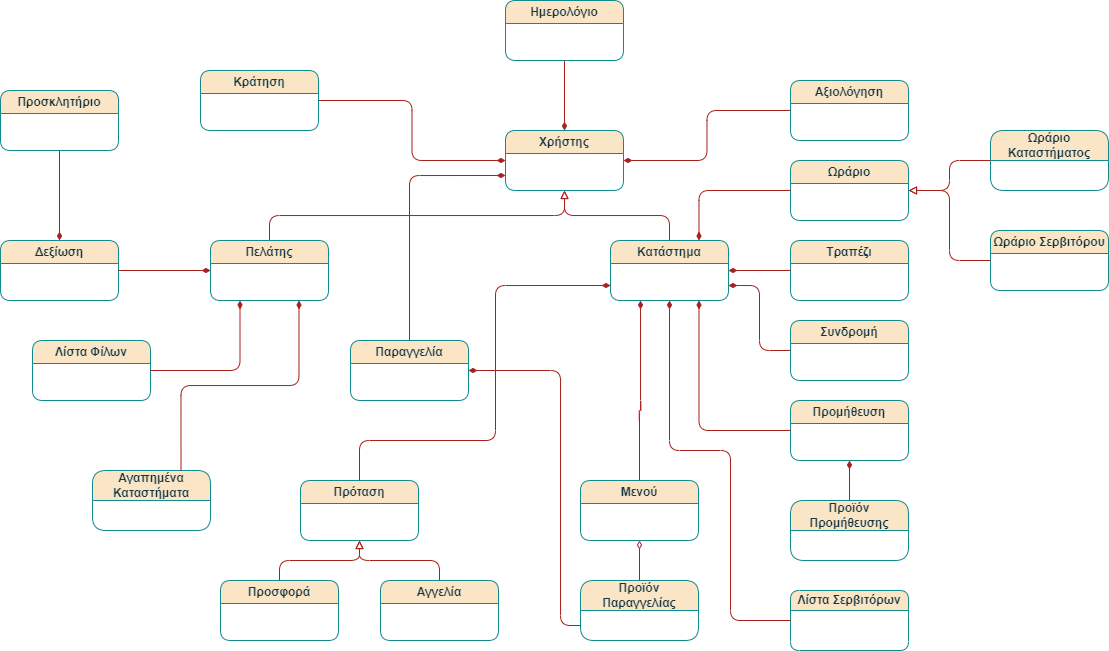 Ημερολόγιο
Κράτηση
Αξιολόγηση
Προσκλητήριο
Χρήστης
Ωράριο
Καταστήματος
Ωράριο
Δεξίωση
Πελάτης
Κατάστημα
Τραπέζι
Ωράριο Σερβιτόρου
Συνδρομή
Λίστα Φίλων
Παραγγελία
Προμήθευση
Αγαπημένα
Καταστήματα
Πρόταση
Μενού
Προϊόν
Προμήθευσης
Προσφορά
Αγγελία
Προϊόν
Παραγγελίας
Λίστα Σερβιτόρων